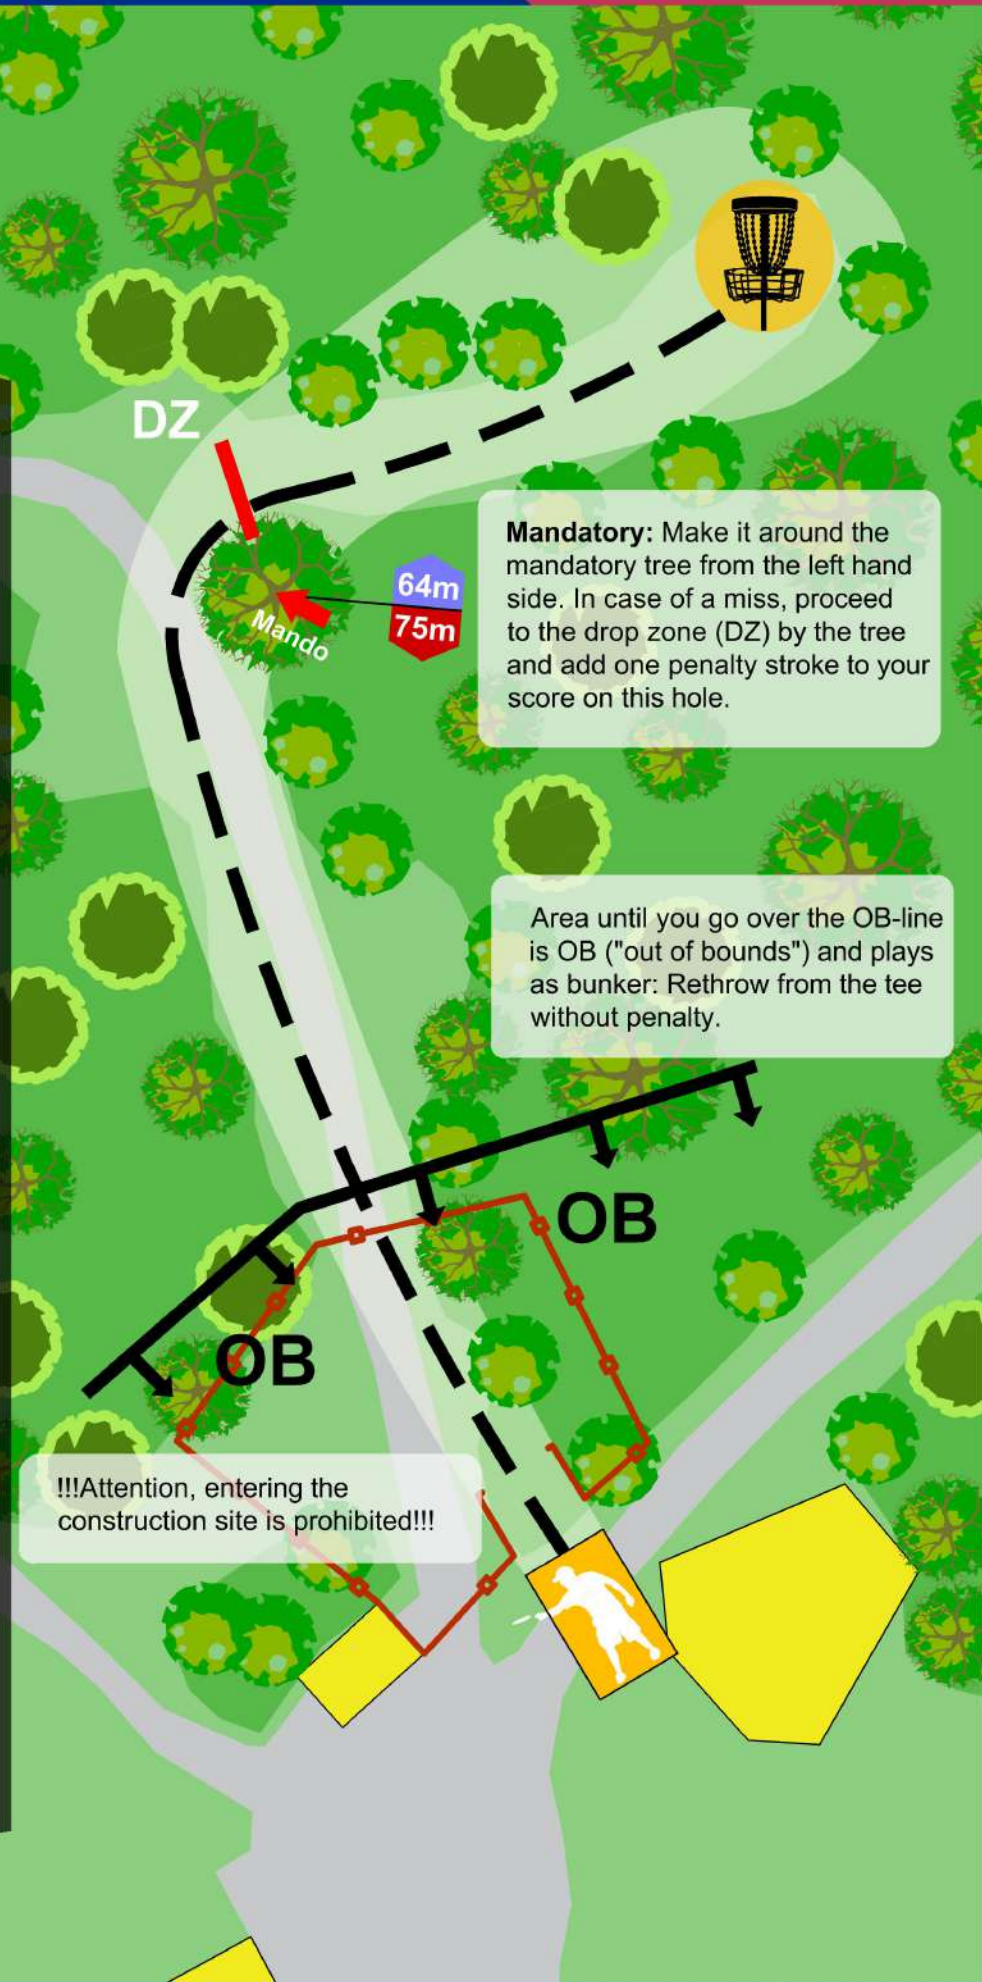 DZ
Mandatory: Make it around the
mandatory tree from the left hand
side. In case of a miss, proceed
to the drop zone (DZ) by the tree
and add one penalty stroke to your
score on this hole.
64m
75m
Mando
Area until you go over the OB-line
is OB ("out of bounds") and plays
as bunker: Rethrow from the tee
without penalty.
OB
OB
!!!Attention, entering the
construction site is prohibited!!!